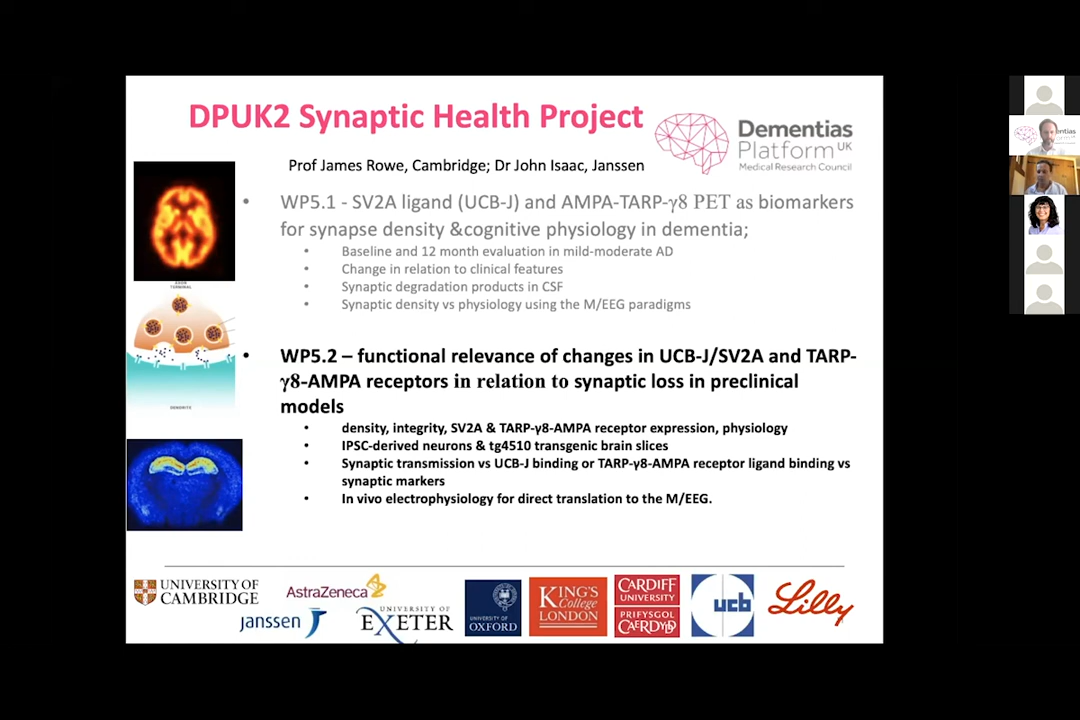 DPUK2 Synaptic Health Project
Dementias
Platform UK
Medical Research Council
Prof James Rowe, Cambridge; Dr John Isaac, Janssen
• WP5.1 - SV2A ligand (UCB-J) and AMPA-TARP-γ8 PET as biomarkers
for synapse density &cognitive physiology in dementia;
• Baseline and 12 month evaluation in mild-moderate AD
• Change in relation to clinical features
• Synaptic degradation products in CSF
• Synaptic density vs physiology using the M/EEG paradigms
AXON
TERMINAL
DENDRITE
• WP5.2 – functional relevance of changes in UCB-J/SV2A and TARP-
γ8-AMPA receptors in relation to synaptic loss in preclinical
models
• density, integrity, SV2A & TARP-γ8-AMPA receptor expression, physiology
• IPSC-derived neurons & tg4510 transgenic brain slices
• Synaptic transmission vs UCB-J binding or TARP-γ8-AMPA receptor ligand binding vs
synaptic markers
• In vivo electrophysiology for direct translation to the M/EEG.
UNIVERSITY OF
CAMBRIDGE
AstraZeneca
janssen
UNIVERSITY OF
EXETER
UNIVERSITY OF
OXFORD
KING'S
College
LONDON
CARDIFF
UNIVERSITY
PRIFYSGOL
CAERDYDD
ucb
Lilly